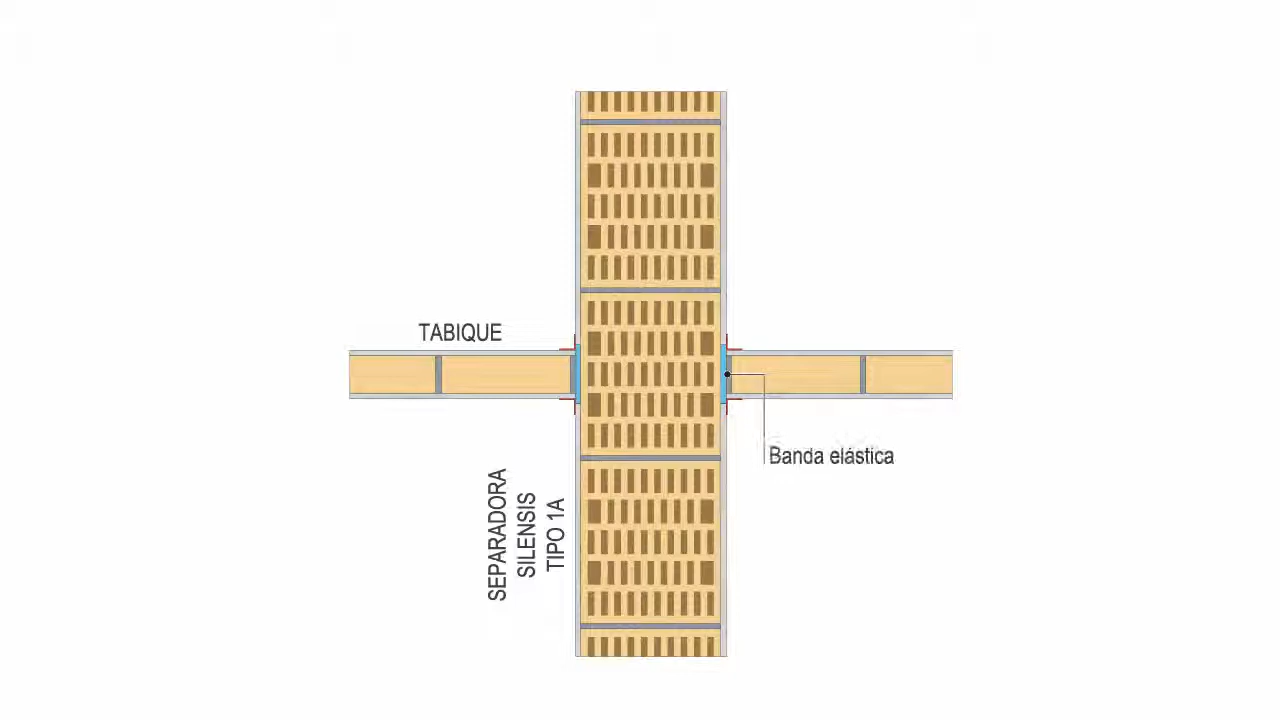 TABIQUE
Banda elástica
SEPARADORA
SILENSIS
TIPO 1A